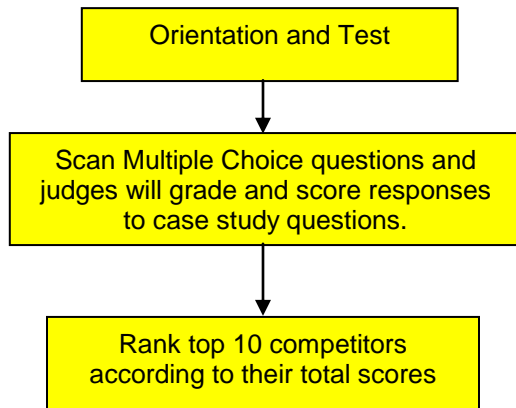 Orientation and Test
Scan Multiple Choice questions and
judges will grade and score responses
to case study questions.
Rank top 10 competitors
according to their total scores